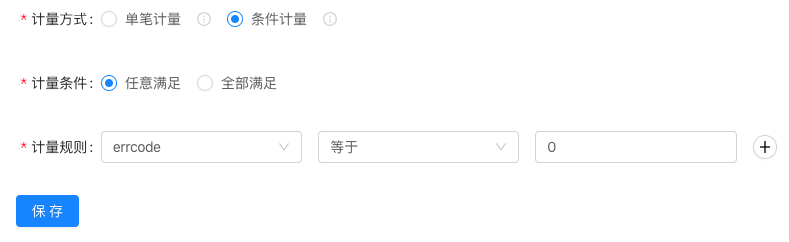 * 计量方式: 单笔计量 条件计量
* 计量条件: 任意满足 全部满足
* 计量规则: errcode 等于 0
保 存